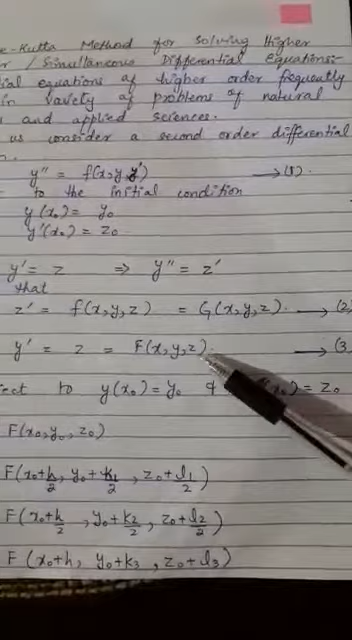 e-Kutta Method for Solving Higher
r / Simultaneous Differential equations:-
ial equations of higher order frequently
in variety of problems of natural
and applied sciences.
us consider a second order differential
n.
y'' = f(x,y,y') → (1).
to the initial condition
y(x₀) = y₀
y'(x₀) = z₀
y' = z ⇒ y'' = z'
that
z' = f(x,y,z) = G(x,y,z). → (2
y' = z = F(x,y,z). → (3
ect to y(x₀) = y₀ & (x₀) = z₀
F(x₀,y₀,z₀)
F(x₀+h/2, y₀+k₁/2, z₀+l₁/2)
F(x₀+h/2, y₀+k₂/2, z₀+l₂/2)
F(x₀+h, y₀+k₃, z₀+l₃)